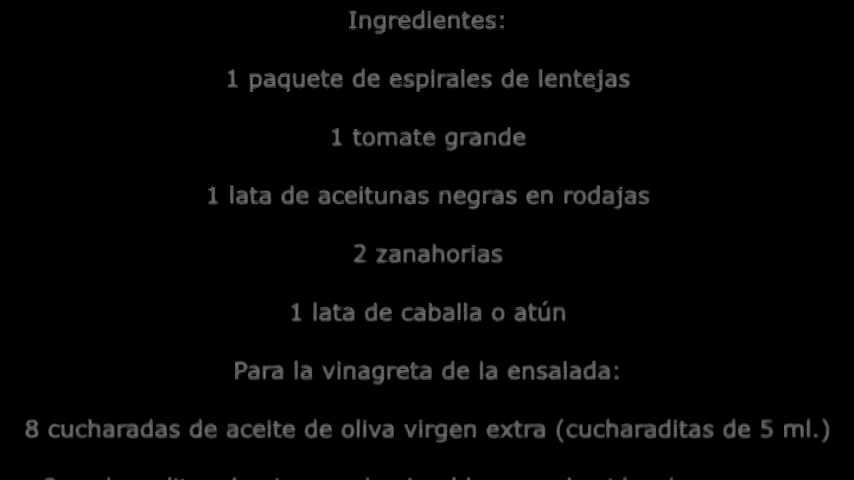 Ingredientes:
1 paquete de espirales de lentejas
1 tomate grande
1 lata de aceitunas negras en rodajas
2 zanahorias
1 lata de caballa o atún
Para la vinagreta de la ensalada:
8 cucharadas de aceite de oliva virgen extra (cucharaditas de 5 ml.)